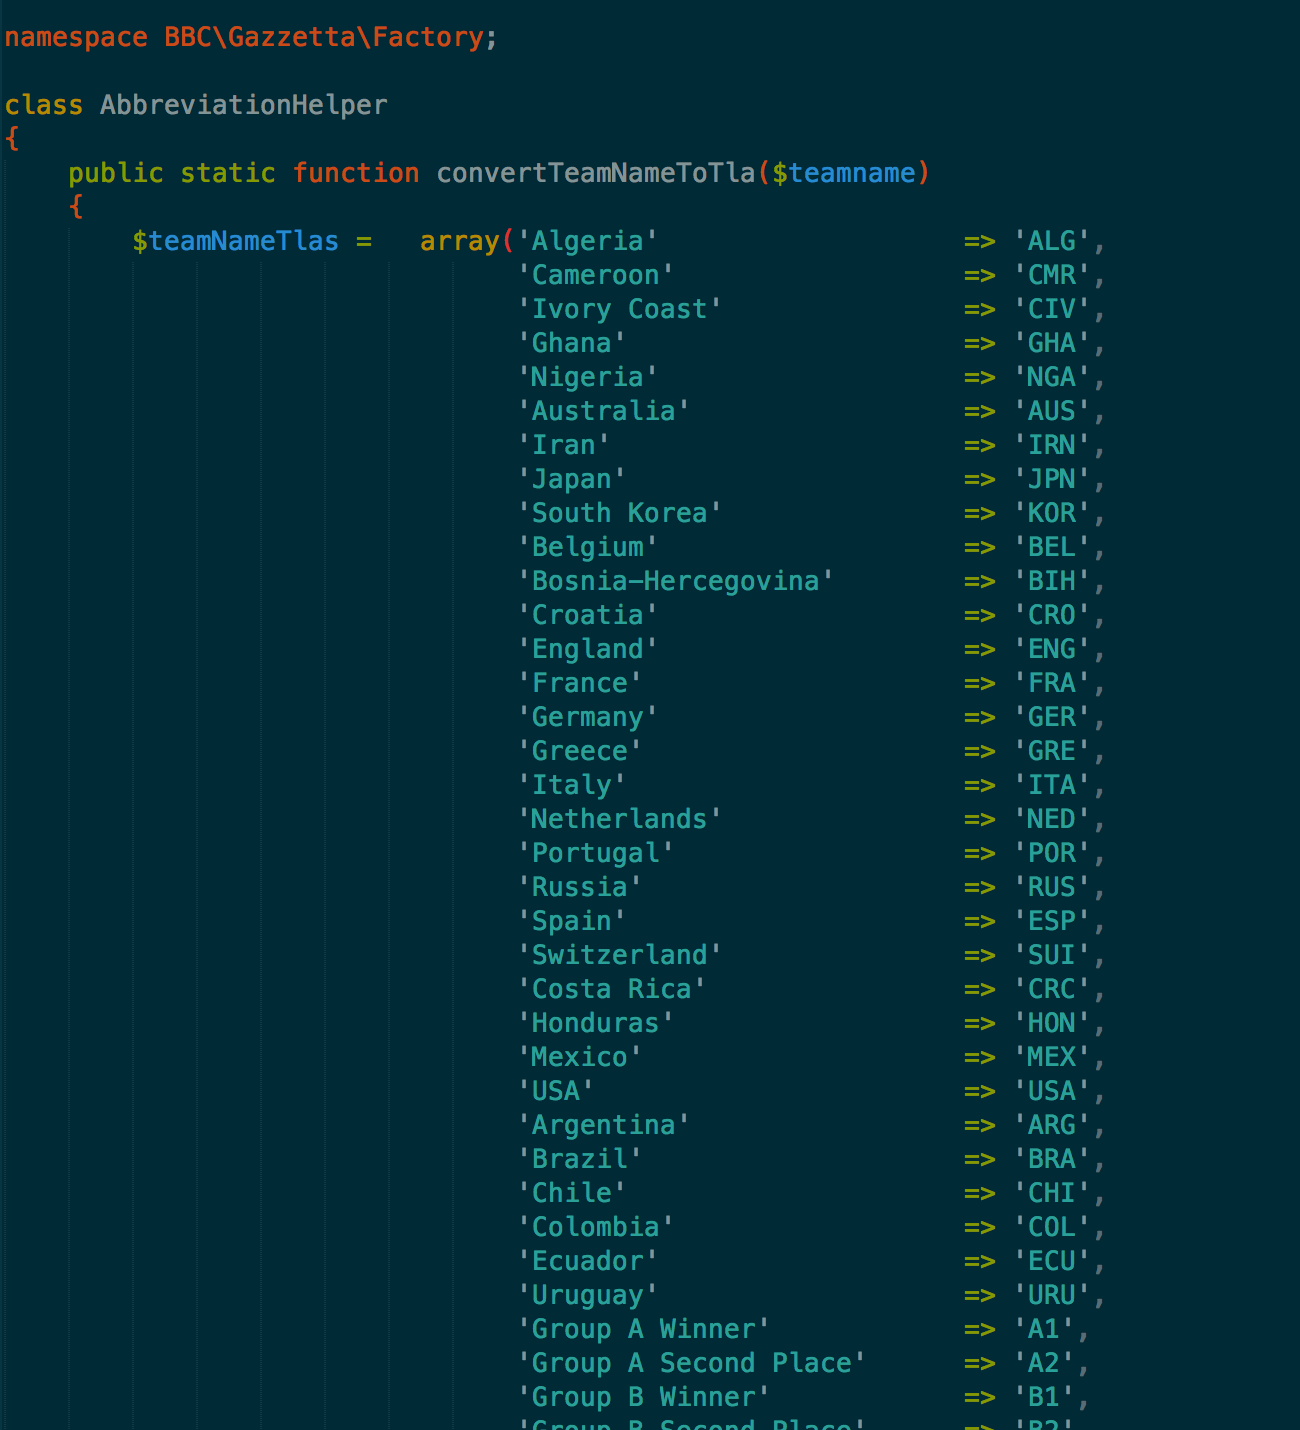 namespace BBC\Gazzetta\Factory;
class AbbreviationHelper
{
public static function convertTeamNameToTla($teamname)
{
$teamNameTlas = array('Algeria' => 'ALG',
'Cameroon' => 'CMR',
'Ivory Coast' => 'CIV',
'Ghana' => 'GHA',
'Nigeria' => 'NGA',
'Australia' => 'AUS',
'Iran' => 'IRN',
'Japan' => 'JPN',
'South Korea' => 'KOR',
'Belgium' => 'BEL',
'Bosnia-Hercegovina' => 'BIH',
'Croatia' => 'CRO',
'England' => 'ENG',
'France' => 'FRA',
'Germany' => 'GER',
'Greece' => 'GRE',
'Italy' => 'ITA',
'Netherlands' => 'NED',
'Portugal' => 'POR',
'Russia' => 'RUS',
'Spain' => 'ESP',
'Switzerland' => 'SUI',
'Costa Rica' => 'CRC',
'Honduras' => 'HON',
'Mexico' => 'MEX',
'USA' => 'USA',
'Argentina' => 'ARG',
'Brazil' => 'BRA',
'Chile' => 'CHI',
'Colombia' => 'COL',
'Ecuador' => 'ECU',
'Uruguay' => 'URU',
'Group A Winner' => 'A1',
'Group A Second Place' => 'A2',
'Group B Winner' => 'B1',
'Group B Second Place' => 'B2'